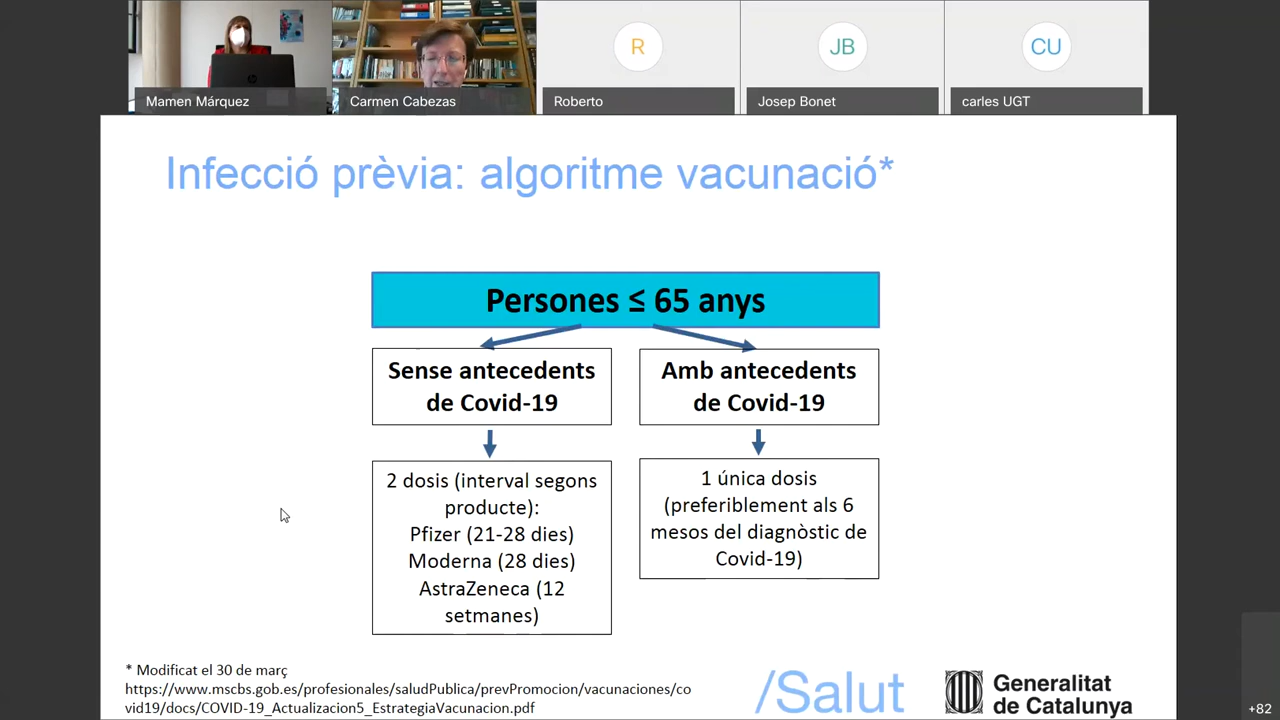 Mamen Márquez
Carmen Cabezas
R
Roberto
JB
Josep Bonet
CU
carles UGT
Infecció prèvia: algoritme vacunació*
Persones ≤ 65 anys
Sense antecedents
de Covid-19
Amb antecedents
de Covid-19
2 dosis (interval segons
producte):
Pfizer (21-28 dies)
Moderna (28 dies)
AstraZeneca (12
setmanes)
1 única dosis
(preferiblement als 6
mesos del diagnòstic de
Covid-19)
* Modificat el 30 de març
https://www.mscbs.gob.es/profesionales/saludPublica/prevPromocion/vacunaciones/co
vid19/docs/COVID-19_Actualizacion5_EstrategiaVacunacion.pdf
/Salut
Generalitat
de Catalunya
+82